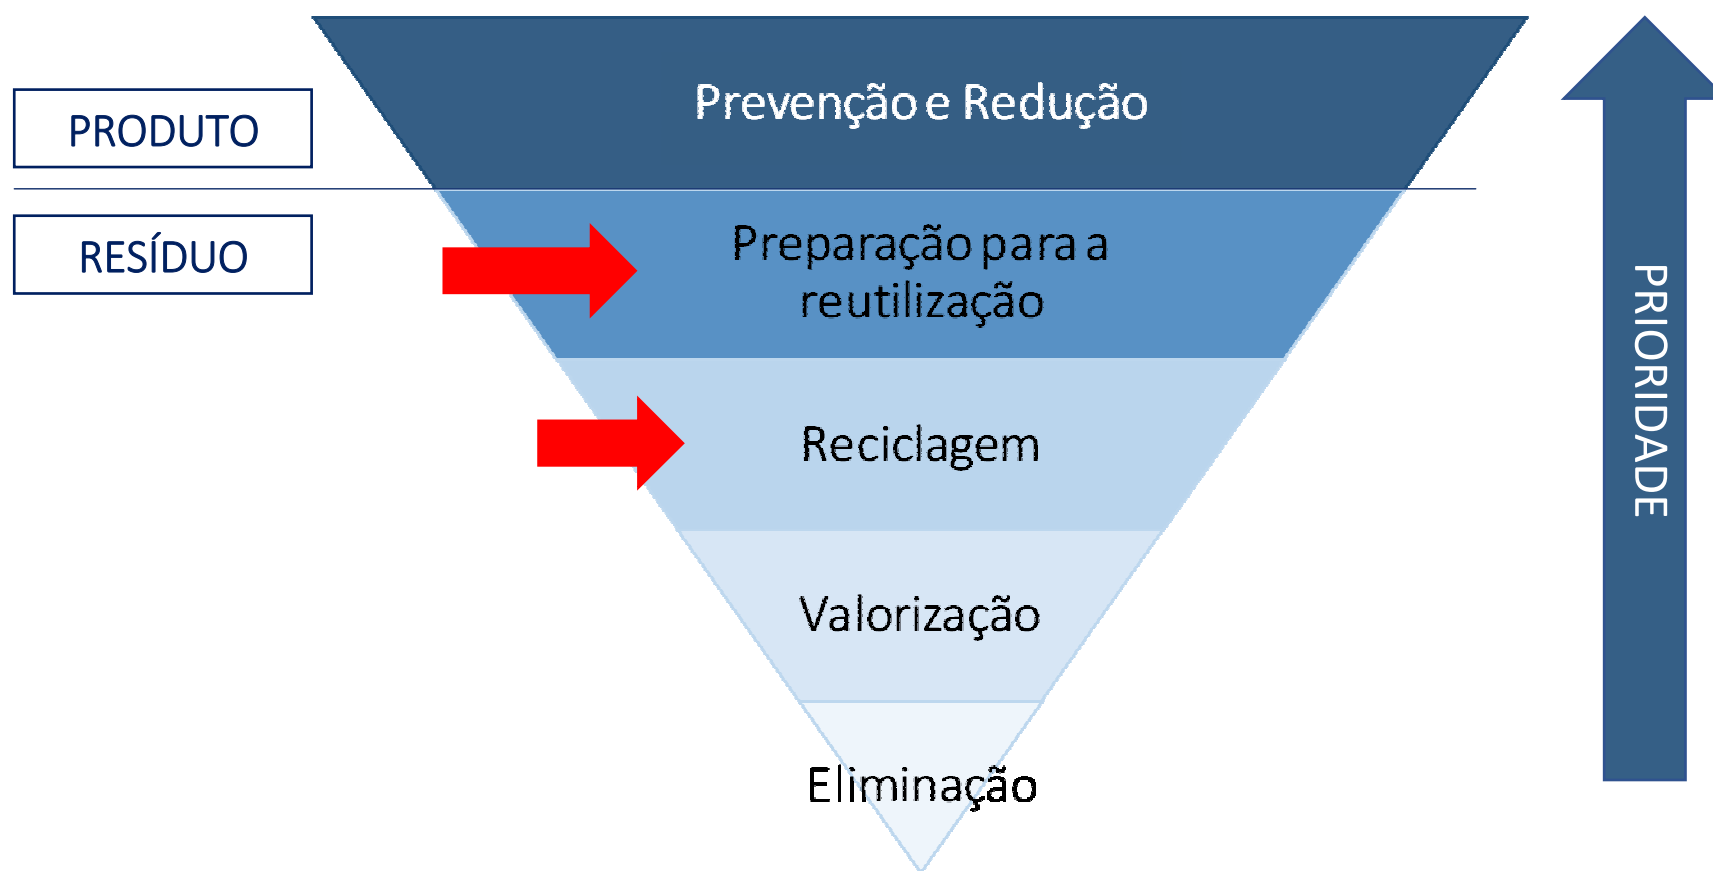 Prevenção e Redução
PRODUTO
RESÍDUO
Preparação para a
reutilização
Reciclagem
Valorização
Eliminação
PRIORIDADE